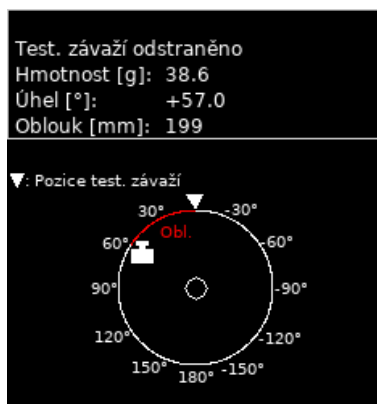 Test. závaží odstraněno
Hmotnost [g]: 38.6
Úhel [°]: +57.0
Oblouk [mm]: 199
▼: Pozice test. závaží
30° -30°
Obl.
60° -60°
90° -90°
120° -120°
150° 180° -150°